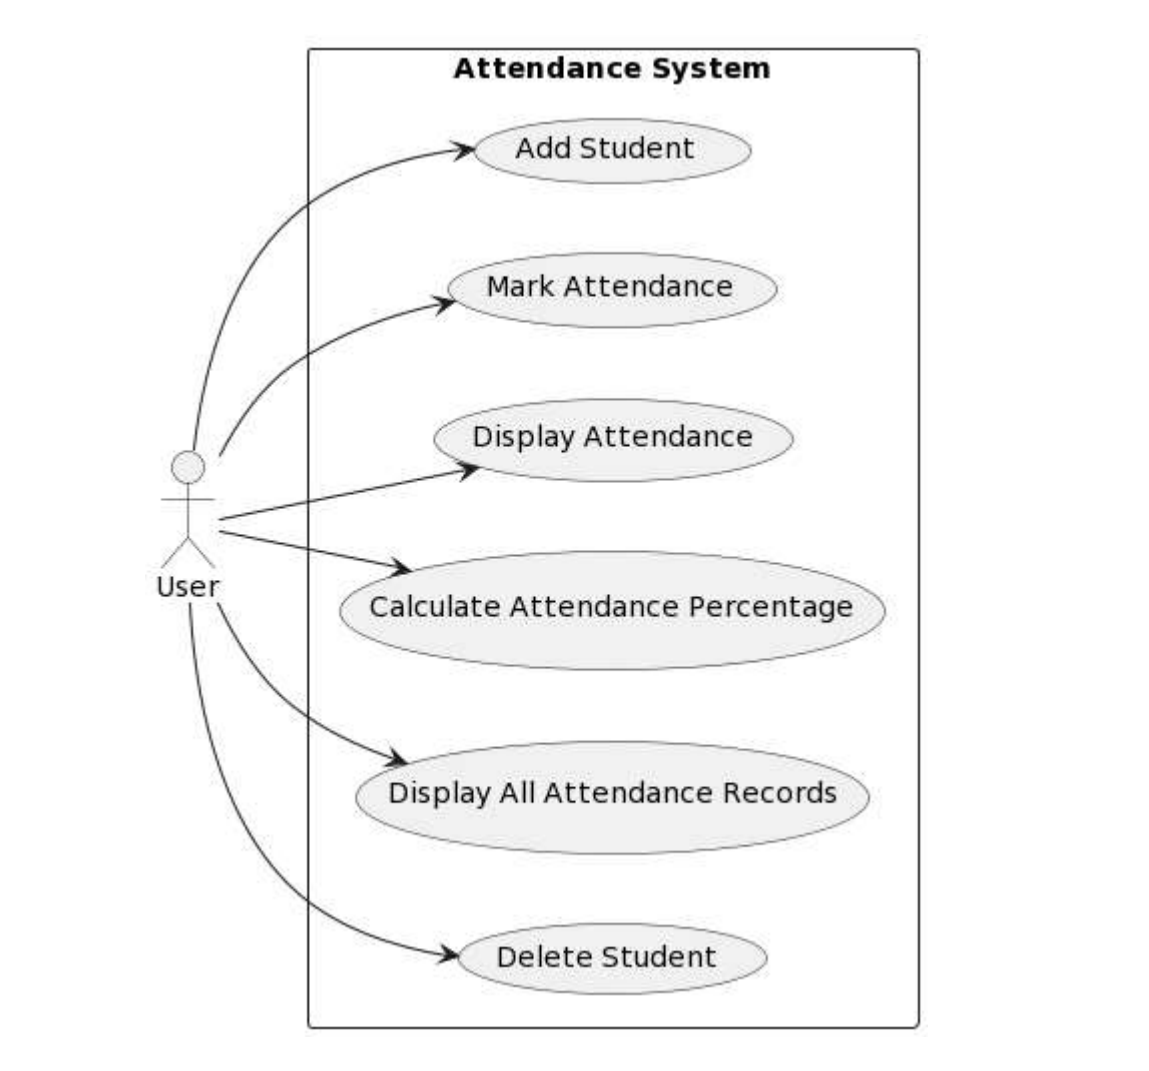 Attendance System
Add Student
Mark Attendance
Display Attendance
User
Calculate Attendance Percentage
Display All Attendance Records
Delete Student